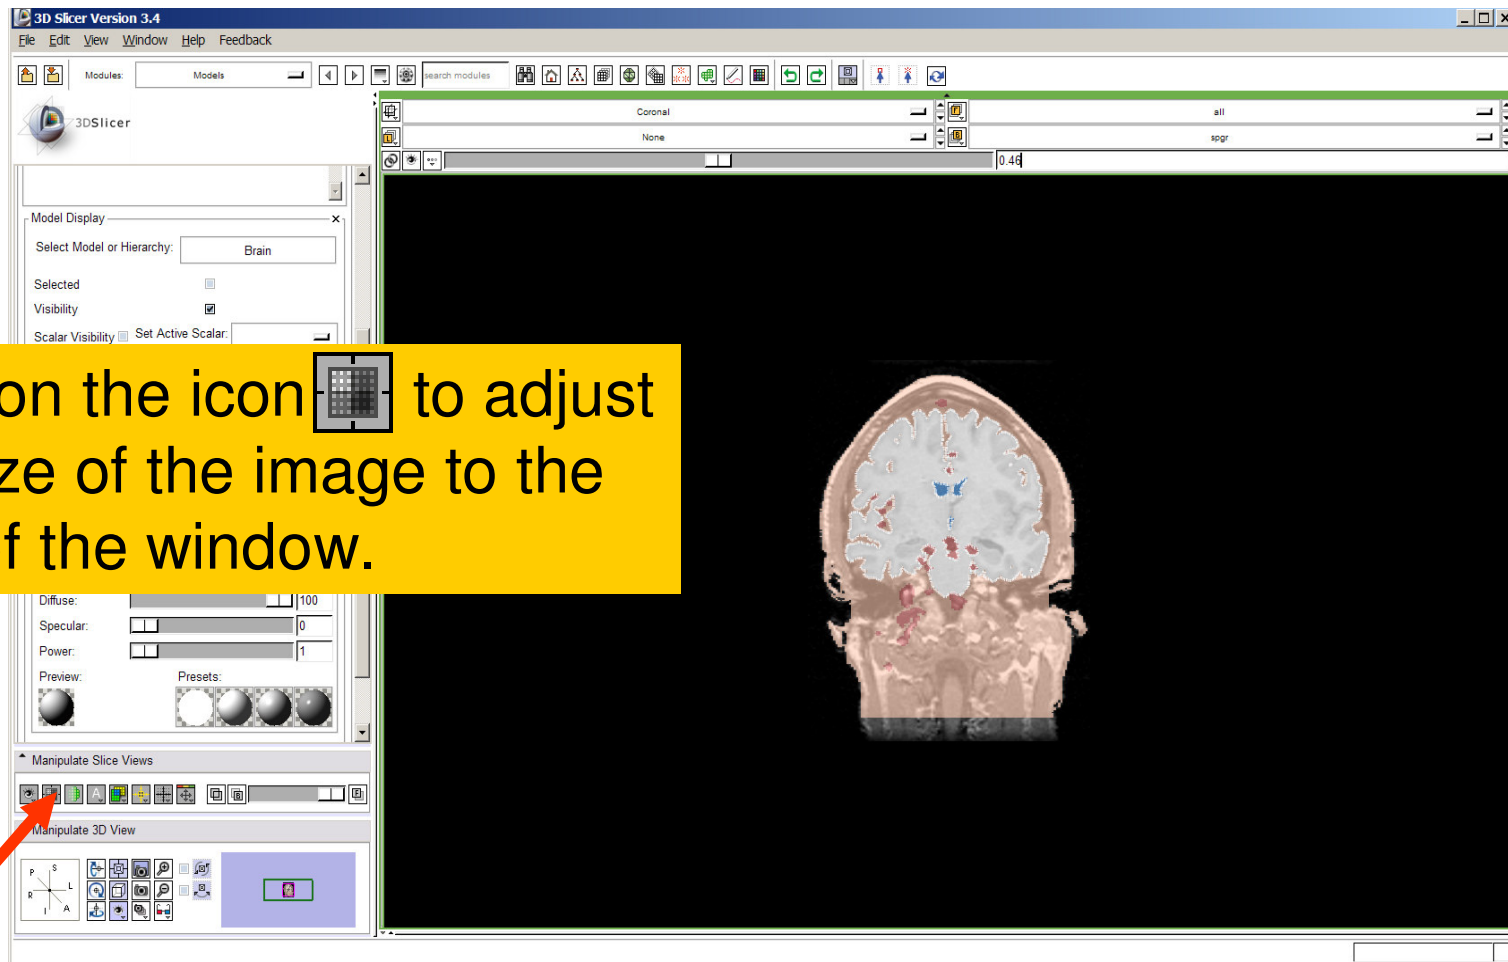 3D Slicer Version 3.4
File Edit View Window Help Feedback
Modules: Models search modules
3DSlicer
Coronal all
None spgr
0.46
Model Display
Select Model or Hierarchy: Brain
Selected
Visibility
Scalar Visibility Set Active Scalar:
on the icon to adjust
ze of the image to the
f the window.
Diffuse: 100
Specular: 0
Power: 1
Preview: Presets:
Manipulate Slice Views
Manipulate 3D View
P S
R L
I A